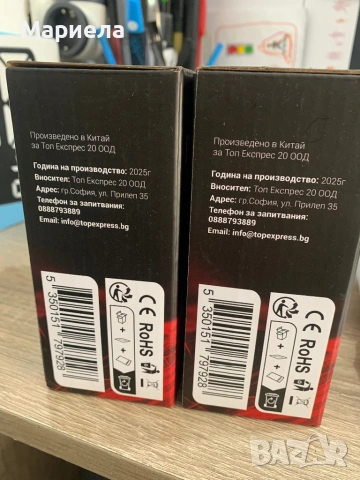 Мариела
Произведено в Китай
за Топ Експрес 20 ООД
Година на производство: 2025г
Вносител: Топ Експрес 20 ООД
Адрес: гр.София, ул. Прилеп 35
Телефон за запитвания:
0888793889
Email: info@topexpress.bg
5 350151 797928
CE RoHS
Произведено в Китай
за Топ Експрес 20 ООД
Година на производство: 2025г
Вносител: Топ Експрес 20 ООД
Адрес: гр.София, ул. Прилеп 35
Телефон за запитвания:
0888793889
Email: info@topexpress.bg
5 350151 797928
CE RoHS
BAZAR